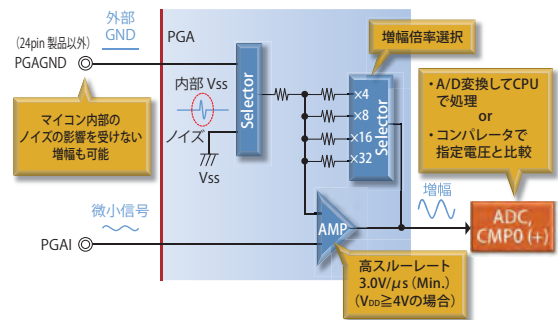 外部
GND
(24pin 製品以外)
PGAGND
PGA
増幅倍率選択
内部 Vss
ノイズ
Vss
Selector
×4
×8
×16
×32
Selector
マイコン内部の
ノイズの影響を受けない
増幅も可能
・A/D変換してCPU
で処理
or
・コンパレータで
指定電圧と比較
微小信号
PGAI
AMP
増幅
ADC,
CMP0 (+)
高スルーレート
3.0V/μs (Min.)
(VDD≧4Vの場合)